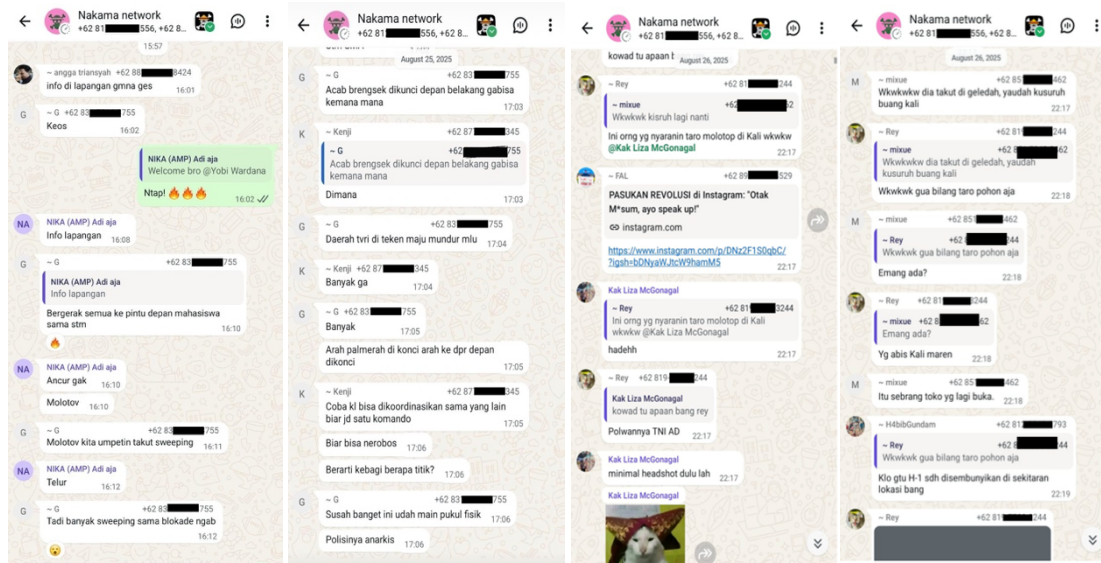 Nakama network
+62 81 556, +62 8...
15:57
~ angga triansyah +62 88 8424
info di lapangan gmna ges
16:01
G
~ G +62 83 755
Keos
16:02
NIKA (AMP) Adi aja
Welcome bro @Yobi Wardana
Ntap! 🔥🔥🔥
16:02
NA
NIKA (AMP) Adi aja
Info lapangan
16:08
G
~ G +62 83 755
NIKA (AMP) Adi aja
Info lapangan
Bergerak semua ke pintu depan mahasiswa
sama stm
16:10
🔥
NA
NIKA (AMP) Adi aja
Ancur gak
16:10
Molotov
16:10
G
~ G +62 83 755
Molotov kita umpetin takut sweeping
16:11
NA
NIKA (AMP) Adi aja
Telur
16:12
G
~ G +62 83 755
Tadi banyak sweeping sama blokade ngab
16:12
😮
Nakama network
+62 81 556, +62 8...
August 25, 2025
G
~ G +62 83 755
Acab brengsek dikunci depan belakang gabisa
kemana mana
17:03
K
~ Kenji +62 87 345
~ G +62 755
Acab brengsek dikunci depan belakang gabisa
kemana mana
Dimana
17:03
G
~ G +62 83 755
Daerah tvri di teken maju mundur mlu
17:04
K
~ Kenji +62 87 345
Banyak ga
17:04
G
~ G +62 83 755
Banyak
17:05
Arah palmerah di konci arah ke dpr depan
dikonci
17:05
K
~ Kenji +62 87 345
Coba kl bisa dikoordinasikan sama yang lain
biar jd satu komando
17:05
Biar bisa nerobos
17:06
Berarti kebagi berapa titik?
17:06
G
~ G +62 83 755
Susah banget ini udah main pukul fisik
17:06
Polisinya anarkis
17:06
Nakama network
+62 81 556, +62 8...
kowad tu apaan
August 26, 2025
~ Rey +62 81 244
~ mixue +62 52
Wkwkwk kisruh lagi nanti
Ini orng yg nyaranin taro molotop di Kali wkwkw
@Kak Liza McGonagal
22:17
~ FAL +62 89 529
PASUKAN REVOLUSI di Instagram: "Otak
M*sum, ayo speak up!"
instagram.com
https://www.instagram.com/p/DNz2F1S0qbC/
?igsh=bDNyaWJtcW9hamM5
22:17
Kak Liza McGonagal
~ Rey +62 81 3244
Ini orng yg nyaranin taro molotop di Kali
wkwkw @Kak Liza McGonagal
hadehh
22:17
~ Rey +62 819 244
Kak Liza McGonagal
kowad tu apaan bang rey
Polwannya TNI AD
22:17
Kak Liza McGonagal
minimal headshot dulu lah
22:17
Kak Liza McGonagal
Nakama network
+62 81 556, +62 8...
August 26, 2025
M
~ mixue +62 85 462
Wkwkwkw dia takut di geledah, yaudah kusuruh
buang kali
22:17
~ Rey +62 819 244
~ mixue +62 8 62
Wkwkwkw dia takut di geledah, yaudah
kusuruh buang kali
Wkwkwk gua bilang taro pohon aja
22:18
M
~ mixue +62 851 462
~ Rey +62 244
Wkwkwk gua bilang taro pohon aja
Emang ada?
22:18
~ Rey +62 81 3244
~ mixue +62 8 62
Emang ada?
Yg abis Kali maren
22:18
M
~ mixue +62 85 462
Itu sebrang toko yg lagi buka.
22:18
~ H4bibGundam +62 812 793
~ Rey +62 8 44
Wkwkwk gua bilang taro pohon aja
Klo gtu H-1 sdh disembunyikan di sekitaran
lokasi bang
22:19
~ Rey +62 81 244